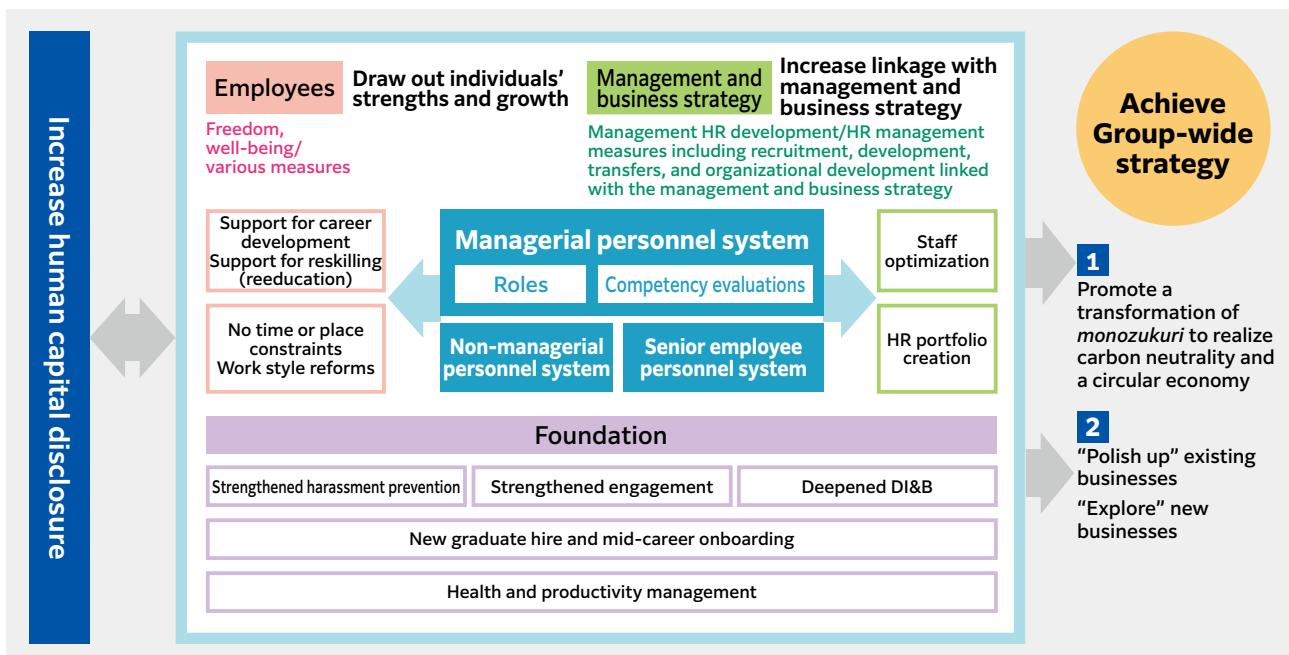 Increase human capital disclosure
Employees
Draw out individuals’
strengths and growth
Freedom,
well-being/
various measures
Management and
business strategy
Increase linkage with
management and
business strategy
Management HR development/HR management
measures including recruitment, development,
transfers, and organizational development linked
with the management and business strategy
Support for career
development
Support for reskilling
(reeducation)
No time or place
constraints
Work style reforms
Managerial personnel system
Roles
Competency evaluations
Non-managerial
personnel system
Senior employee
personnel system
Staff
optimization
HR portfolio
creation
Foundation
Strengthened harassment prevention
Strengthened engagement
Deepened DI&B
New graduate hire and mid-career onboarding
Health and productivity management
Achieve
Group-wide
strategy
1
Promote a
transformation of
monozukuri to realize
carbon neutrality and
a circular economy
2
“Polish up” existing
businesses
“Explore” new
businesses